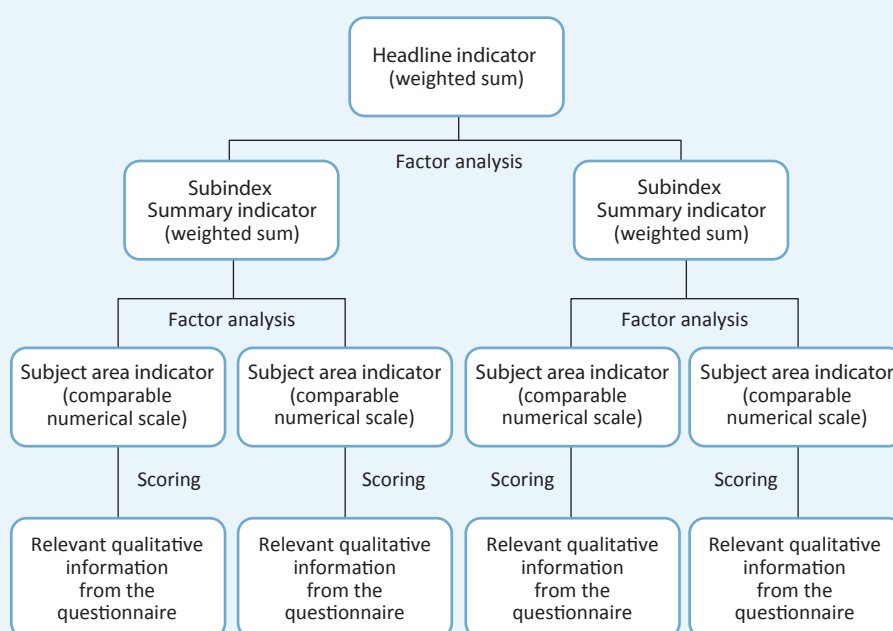 Headline indicator
(weighted sum)
Factor analysis
Subindex
Summary indicator
(weighted sum)
Subindex
Summary indicator
(weighted sum)
Factor analysis
Factor analysis
Subject area indicator
(comparable
numerical scale)
Subject area indicator
(comparable
numerical scale)
Subject area indicator
(comparable
numerical scale)
Subject area indicator
(comparable
numerical scale)
Scoring
Scoring
Scoring
Scoring
Relevant qualitative
information
from the
questionnaire
Relevant qualitative
information
from the
questionnaire
Relevant qualitative
information
from the
questionnaire
Relevant qualitative
information
from the
questionnaire